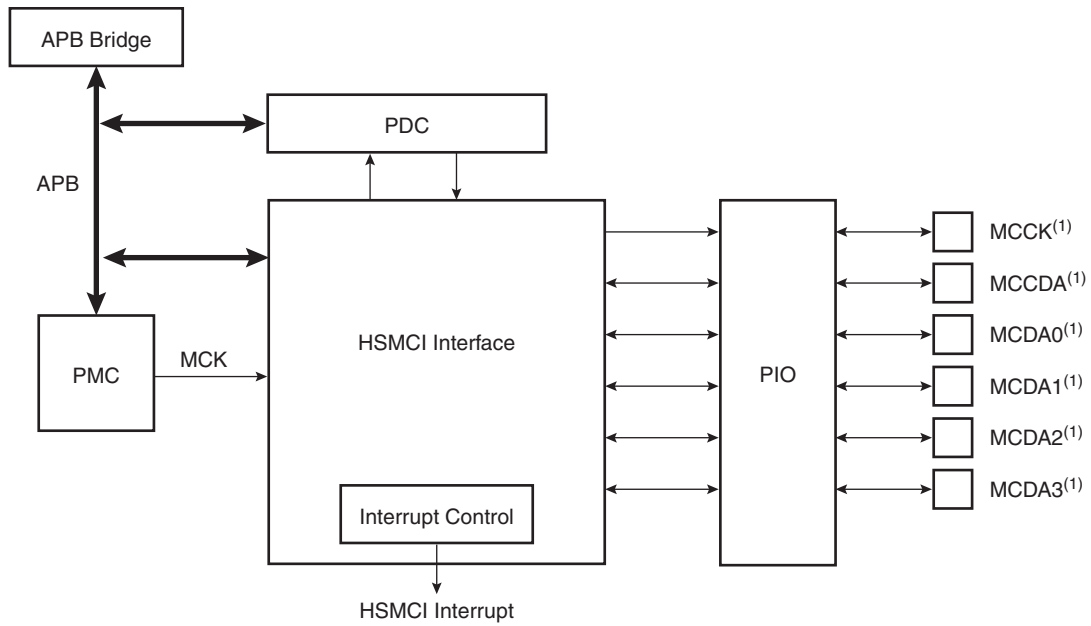 APB Bridge
PDC
APB
MCCK(1)
MCCDA(1)
HSMCI Interface
MCDA0(1)
MCK
PMC
PIO
MCDA1(1)
MCDA2(1)
MCDA3(1)
Interrupt Control
HSMCI Interrupt